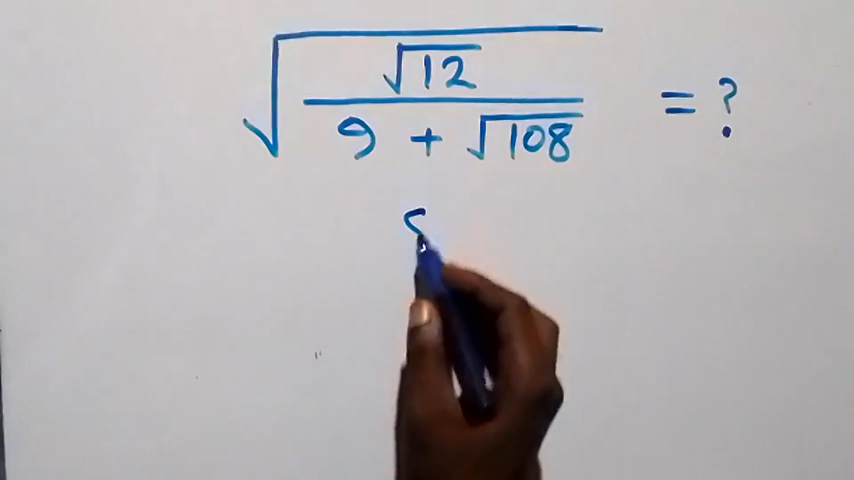 √(√12 / (9 + √108)) = ?